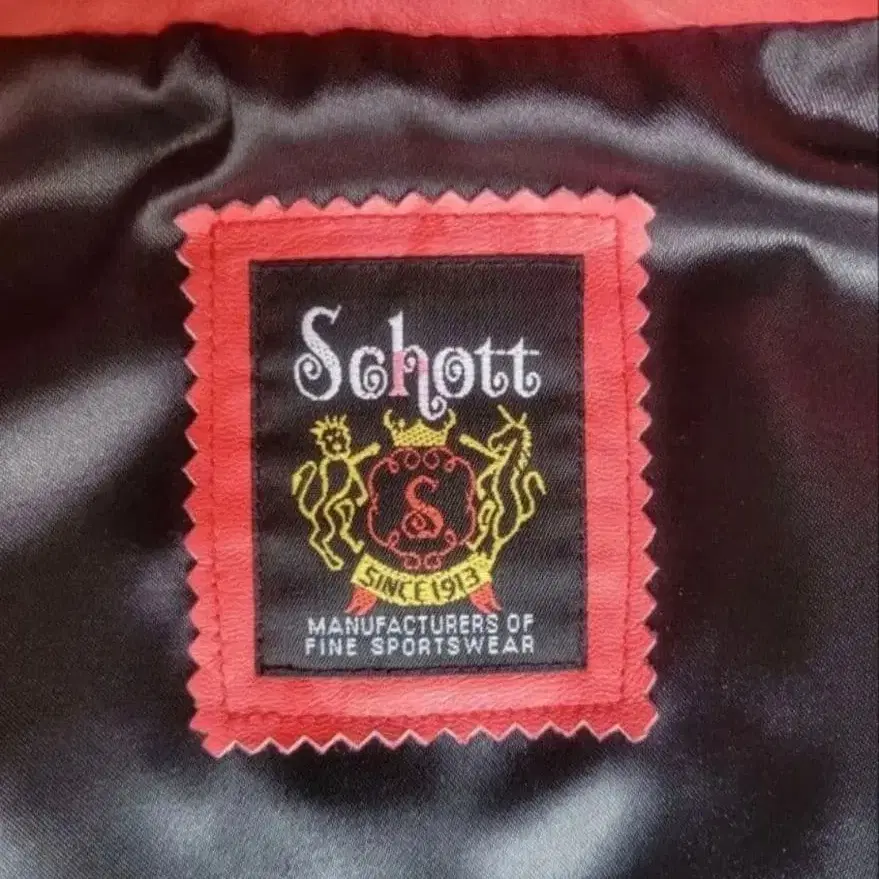 Schott
S
SINCE 1913
MANUFACTURERS OF
FINE SPORTSWEAR